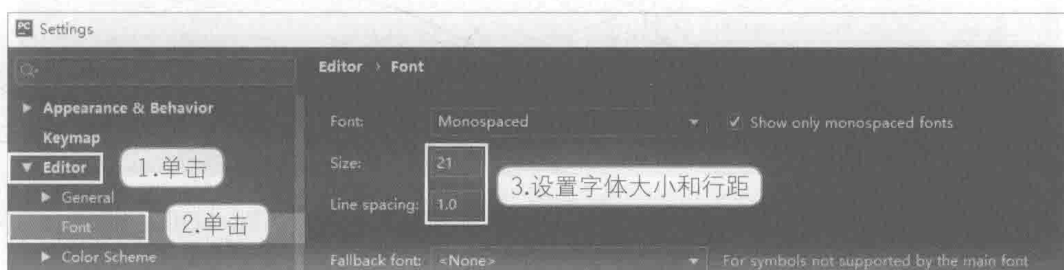 PC Settings
Editor › Font
Appearance & Behavior
Font: Monospaced Show only monospaced fonts
Keymap
Editor 1.单击
Size: 21
3.设置字体大小和行距
General
Line spacing: 1.0
Font 2.单击
Color Scheme
Fallback font: <None> For symbols not supported by the main font